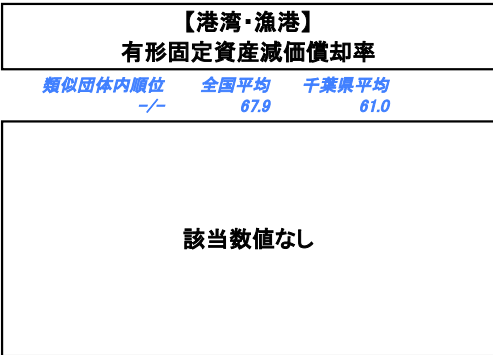 【港湾・漁港】
有形固定資産減価償却率
類似団体内順位 全国平均 千葉県平均
-/- 67.9 61.0
該当数値なし